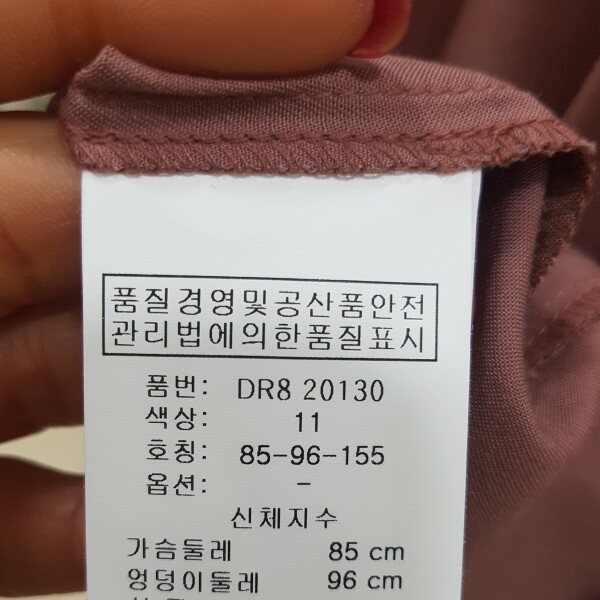 품질경영및공산품안전
관리법에의한품질표시
품번: DR8 20130
색상: 11
호칭: 85-96-155
옵션: -
신체지수
가슴둘레 85 cm
엉덩이둘레 96 cm